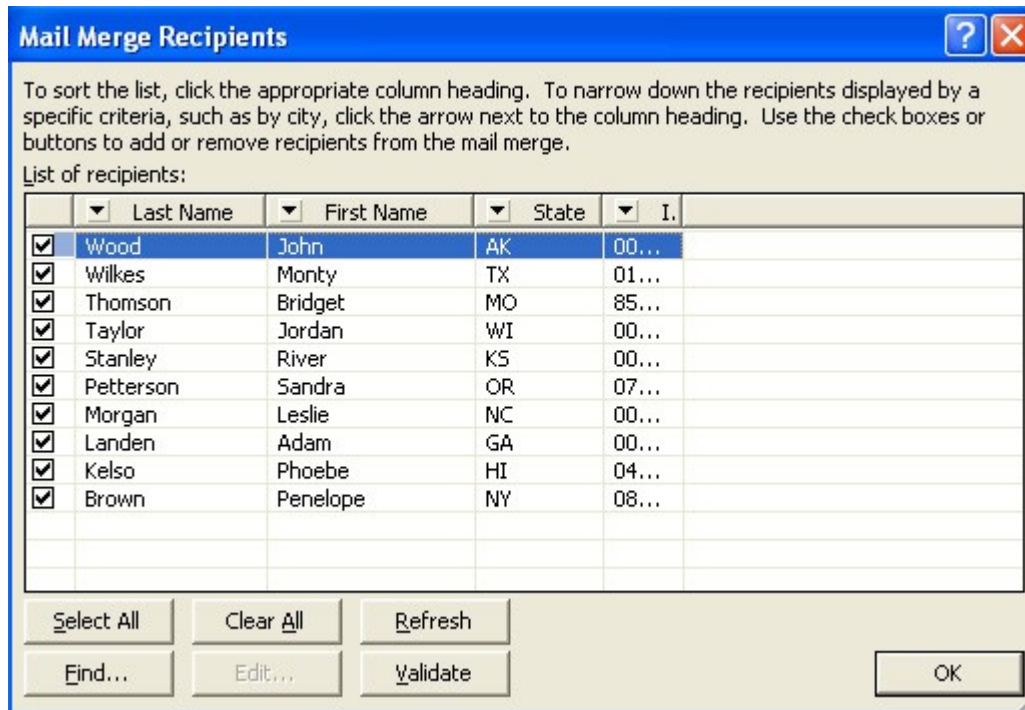 Mail Merge Recipients
To sort the list, click the appropriate column heading. To narrow down the recipients displayed by a
specific criteria, such as by city, click the arrow next to the column heading. Use the check boxes or
buttons to add or remove recipients from the mail merge.
List of recipients:
Last Name First Name State I.
Wood John AK 00...
Wilkes Monty TX 01...
Thomson Bridget MO 85...
Taylor Jordan WI 00...
Stanley River KS 00...
Petterson Sandra OR 07...
Morgan Leslie NC 00...
Landen Adam GA 00...
Kelso Phoebe HI 04...
Brown Penelope NY 08...
Select All Clear All Refresh
Find... Edit... Validate OK